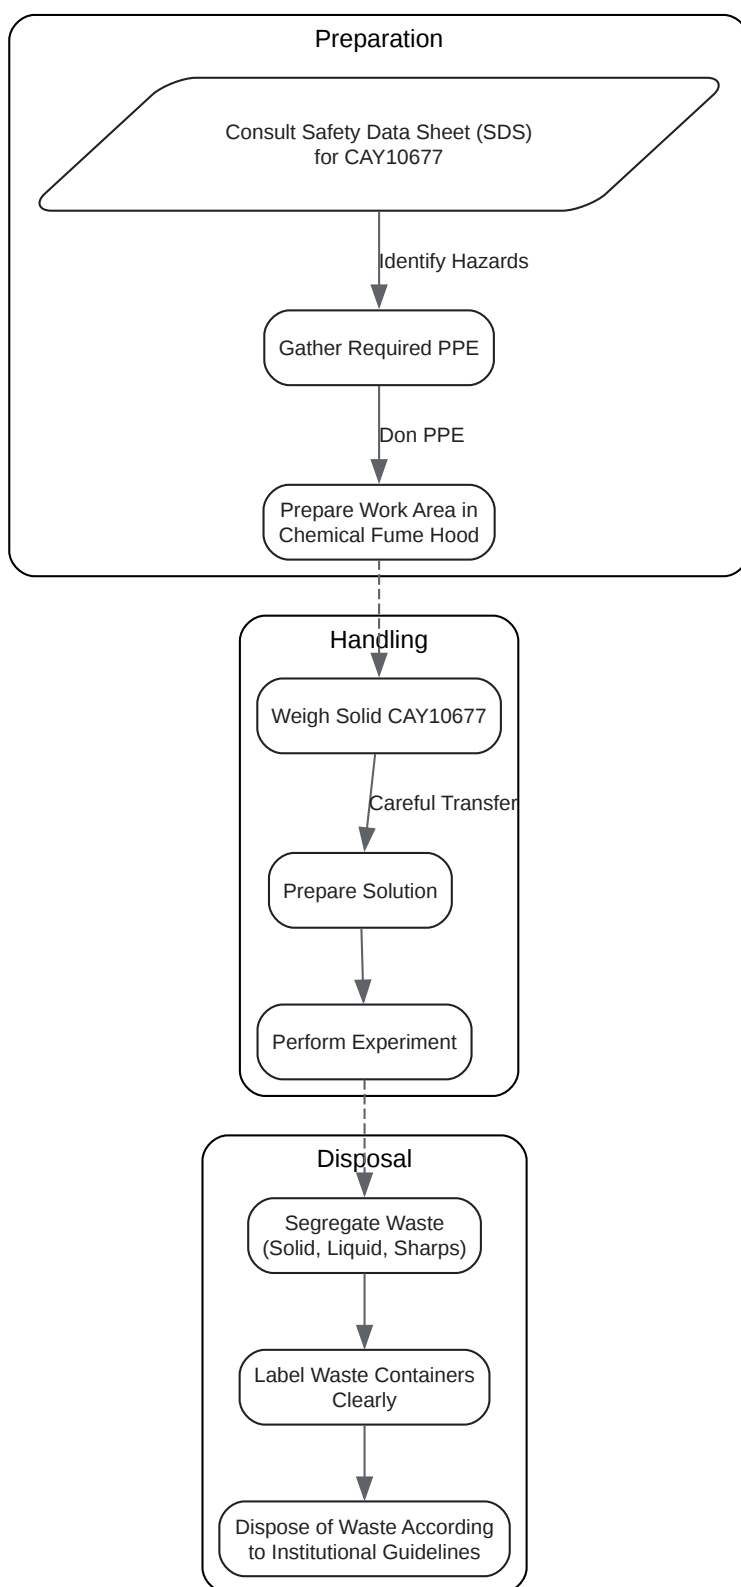 Preparation
Consult Safety Data Sheet (SDS)
for CAY10677
Identify Hazards
Gather Required PPE
Don PPE
Prepare Work Area in
Chemical Fume Hood
Handling
Weigh Solid CAY10677
Careful Transfer
Prepare Solution
Perform Experiment
Disposal
Segregate Waste
(Solid, Liquid, Sharps)
Label Waste Containers
Clearly
Dispose of Waste According
to Institutional Guidelines